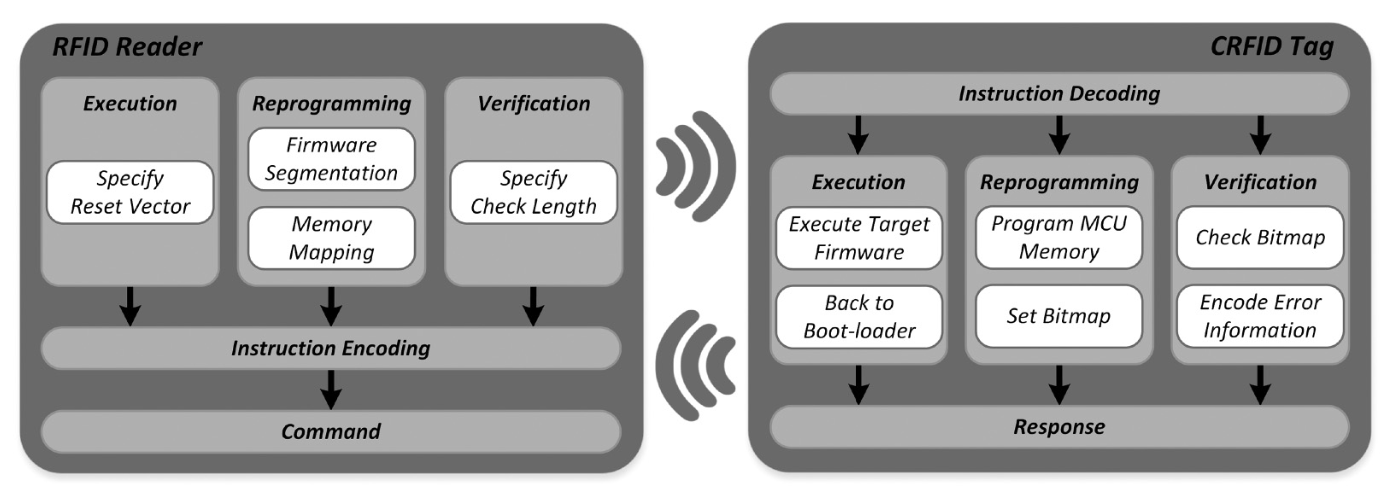 RFID Reader
Execution
Specify
Reset Vector
Reprogramming
Firmware
Segmentation
Memory
Mapping
Verification
Specify
Check Length
Instruction Encoding
Command
CRFID Tag
Instruction Decoding
Execution
Execute Target
Firmware
Back to
Boot-loader
Reprogramming
Program MCU
Memory
Set Bitmap
Verification
Check Bitmap
Encode Error
Information
Response